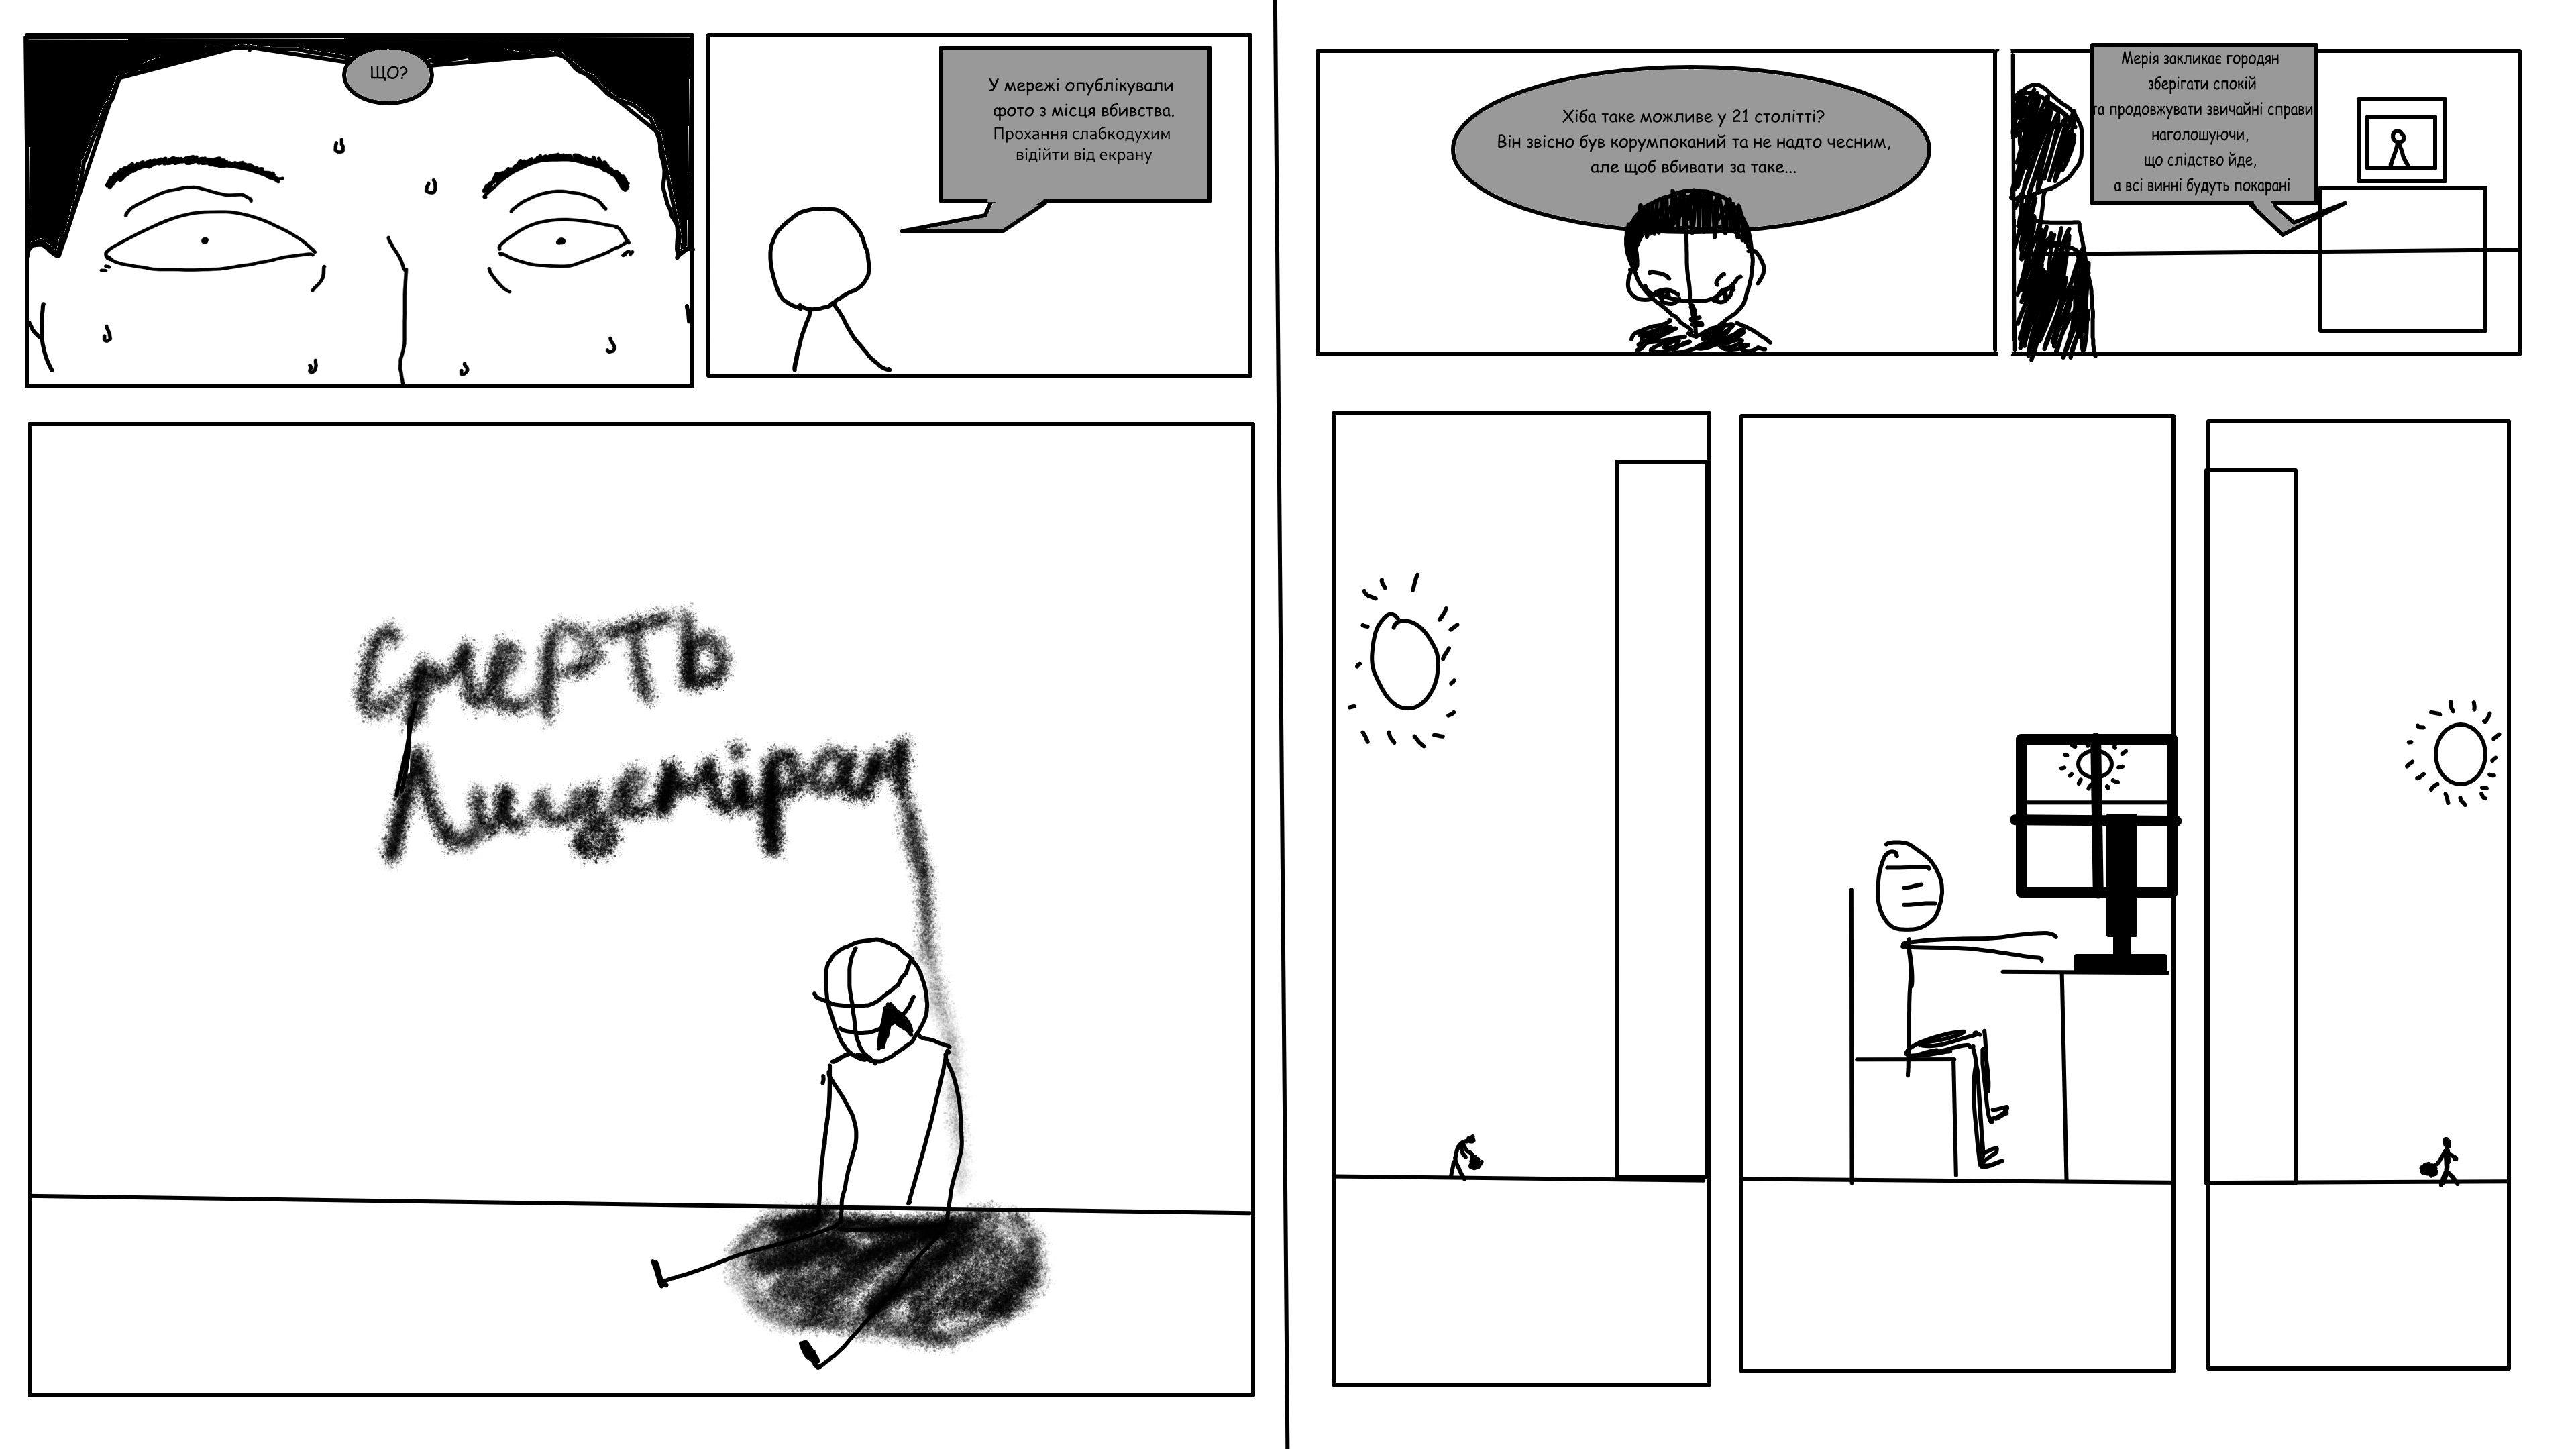 ЩО?
У мережі опублікували
фото з місця вбивства.
Прохання слабкодухим
відійти від екрану
Смерть
Лицемірам
Хіба таке можливе у 21 столітті?
Він звісно був корумпоканий та не надто чесним,
але щоб вбивати за таке...
Мерія закликає городян
зберігати спокій
та продовжувати звичайні справи
наголошуючи,
що слідство йде,
а всі винні будуть покарані